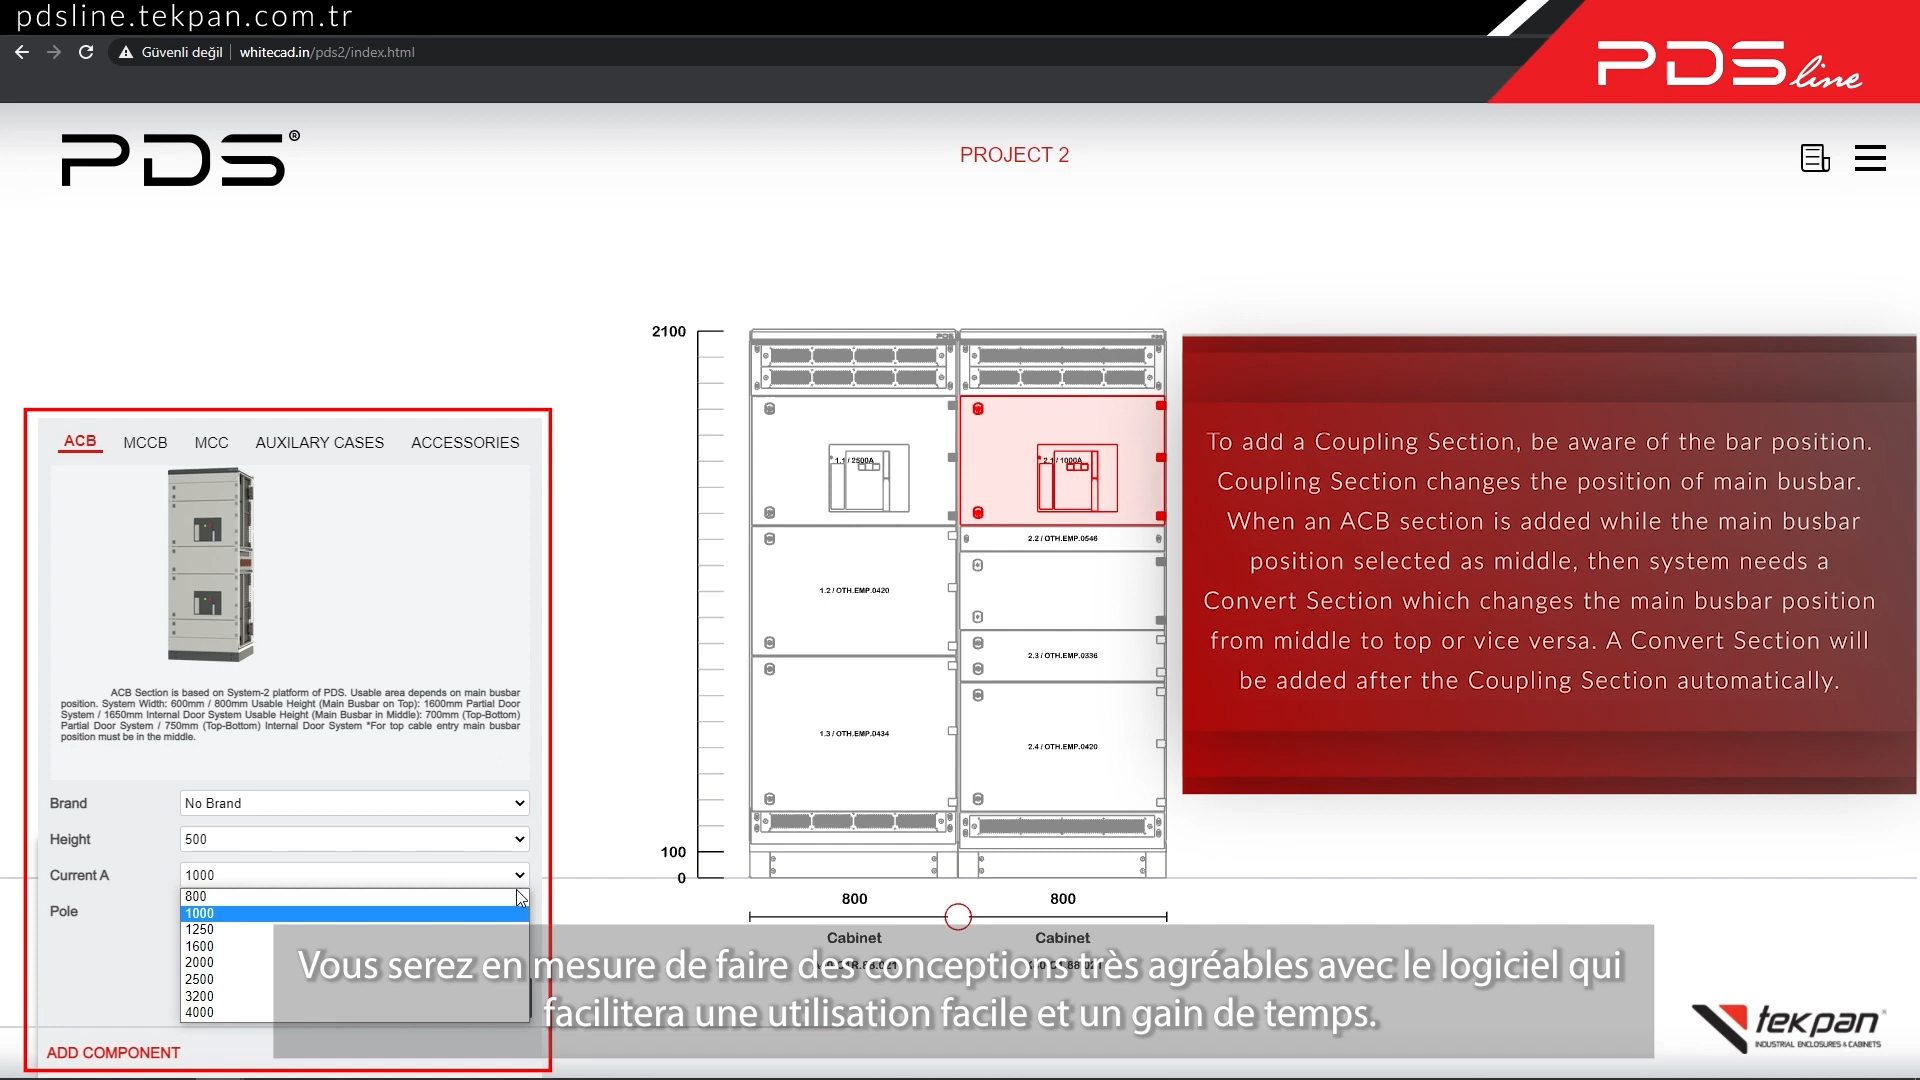 pdsline.tekpan.com.tr
Güvenli değil | whitecad.in/pds2/index.html
PDSline
PDS®
PROJECT 2
ACB MCCB MCC AUXILARY CASES ACCESSORIES
ACB Section is based on System-2 platform of PDS. Usable area depends on main busbar
position. System Width: 600mm / 800mm Usable Height (Main Busbar on Top): 1600mm Partial Door
System / 1650mm Internal Door System Usable Height (Main Busbar in Middle): 700mm (Top-Bottom)
Partial Door System / 750mm (Top-Bottom) Internal Door System *For top cable entry main busbar
position must be in the middle.
Brand No Brand
Height 500
Current A 1000
Pole
800
1000
1250
1600
2000
2500
3200
4000
ADD COMPONENT
2100
100
0
PDS
PDS
1.1 / 2500A
1.2 / OTH.EMP.0420
1.3 / OTH.EMP.0434
2.1 / 1000A
2.2 / OTH.EMP.0546
2.3 / OTH.EMP.0336
2.4 / OTH.EMP.0420
800 800
Cabinet Cabinet
To add a Coupling Section, be aware of the bar position.
Coupling Section changes the position of main busbar.
When an ACB section is added while the main busbar
position selected as middle, then system needs a
Convert Section which changes the main busbar position
from middle to top or vice versa. A Convert Section will
be added after the Coupling Section automatically.
Vous serez en mesure de faire des conceptions très agréables avec le logiciel qui
facilitera une utilisation facile et un gain de temps.
tekpan
INDUSTRIAL ENCLOSURES & CABINETS